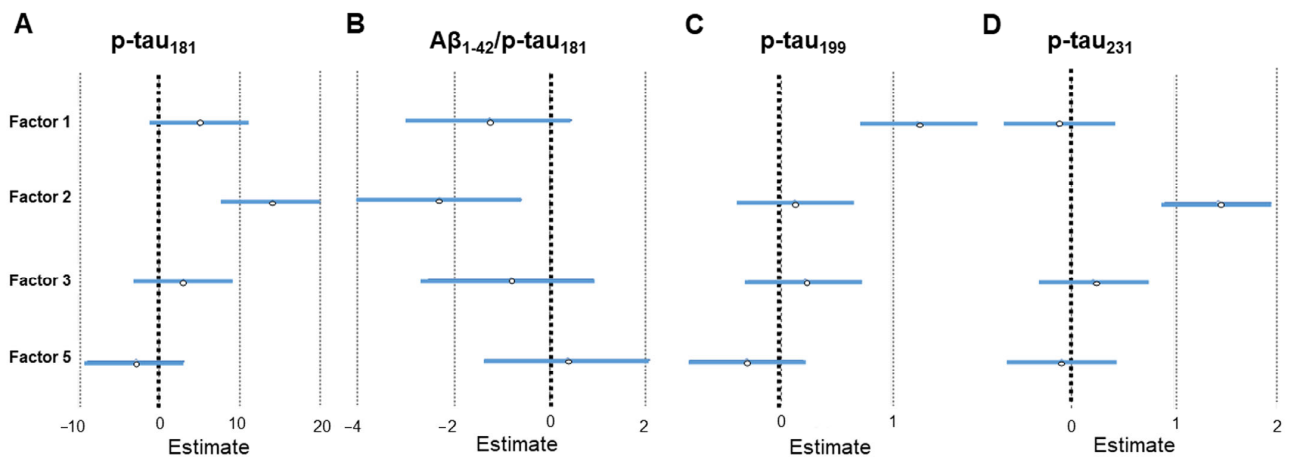 A
p-tau181
B
Aβ1-42/p-tau181
C
p-tau199
D
p-tau231
Factor 1
Factor 2
Factor 3
Factor 5
−10 0 10 20
−4 −2 0 2
0 1
0 1 2
Estimate
Estimate
Estimate
Estimate